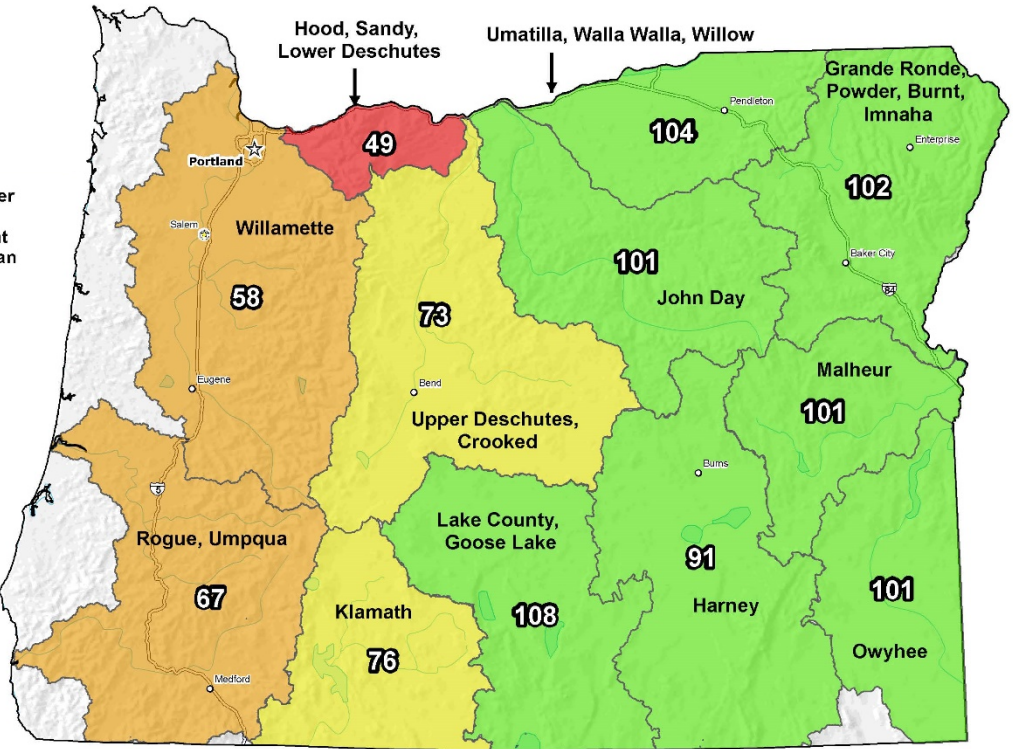 Hood, Sandy,
Lower Deschutes
Umatilla, Walla Walla, Willow
Grande Ronde,
Powder, Burnt,
Imnaha
Pendleton
Enterprise
104
49
Portland
102
er
Salem
Willamette
nt
an
101
Baker City
John Day
84
58
73
Malheur
Eugene
Bend
101
Upper Deschutes,
Crooked
Burns
5
Lake County,
Goose Lake
Rogue, Umpqua
91
67
Klamath
108
Harney
101
76
Owyhee
Medford